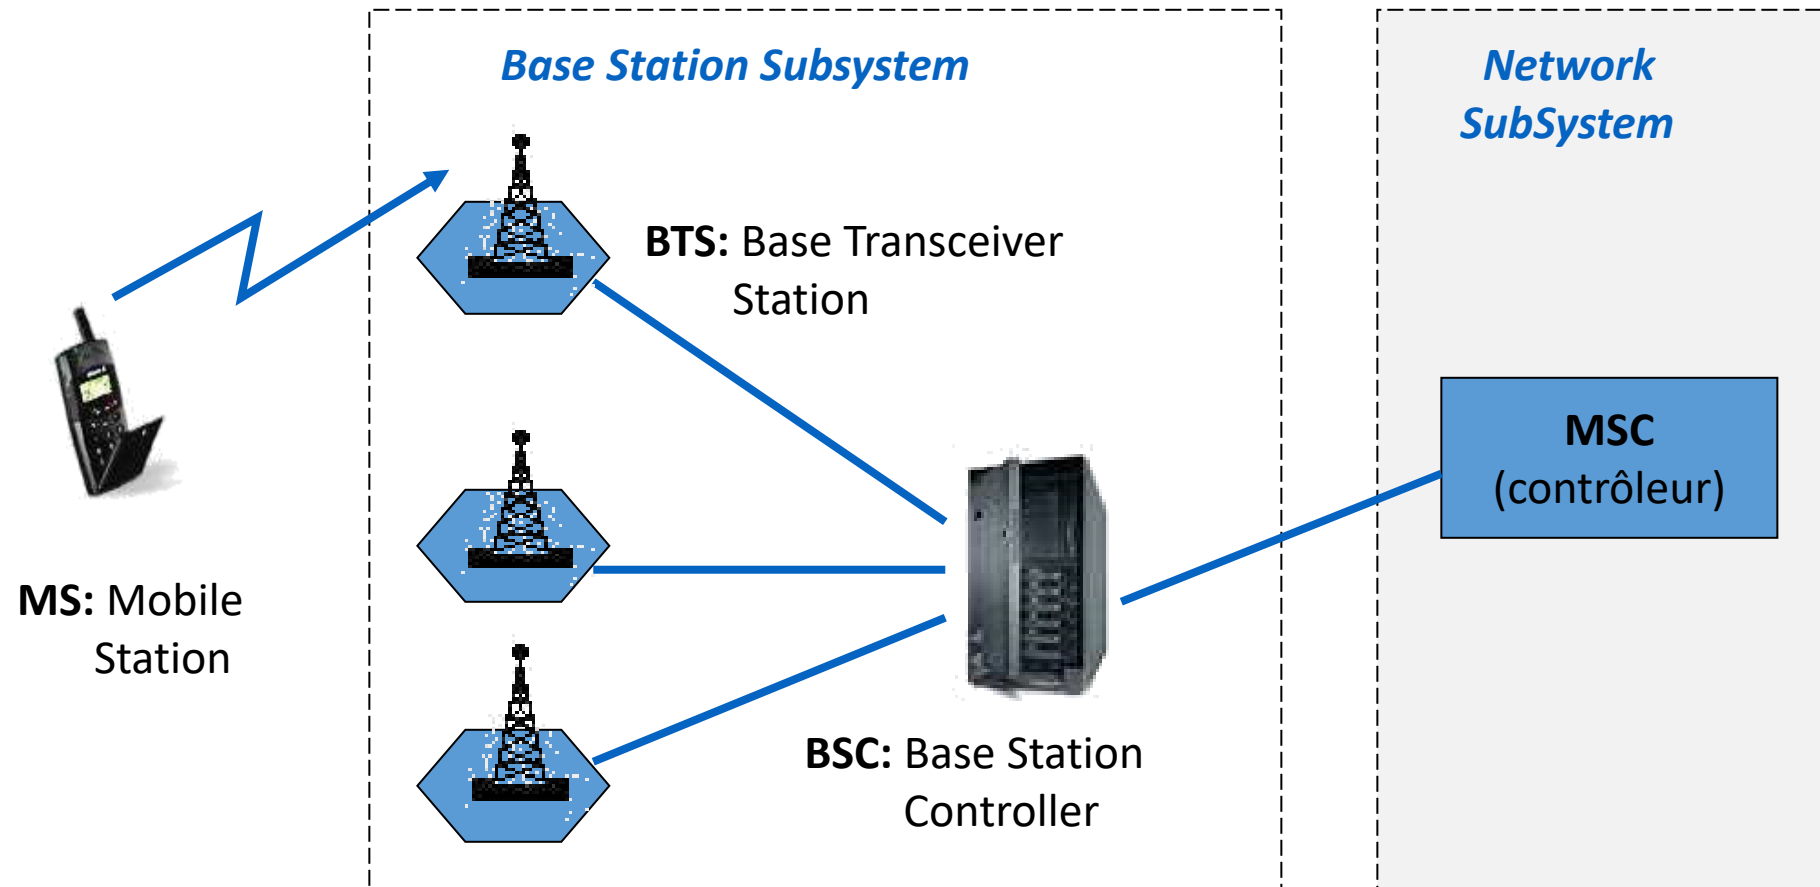 Base Station Subsystem
Network
SubSystem
BTS: Base Transceiver
Station
MSC
(contrôleur)
MS: Mobile
Station
BSC: Base Station
Controller